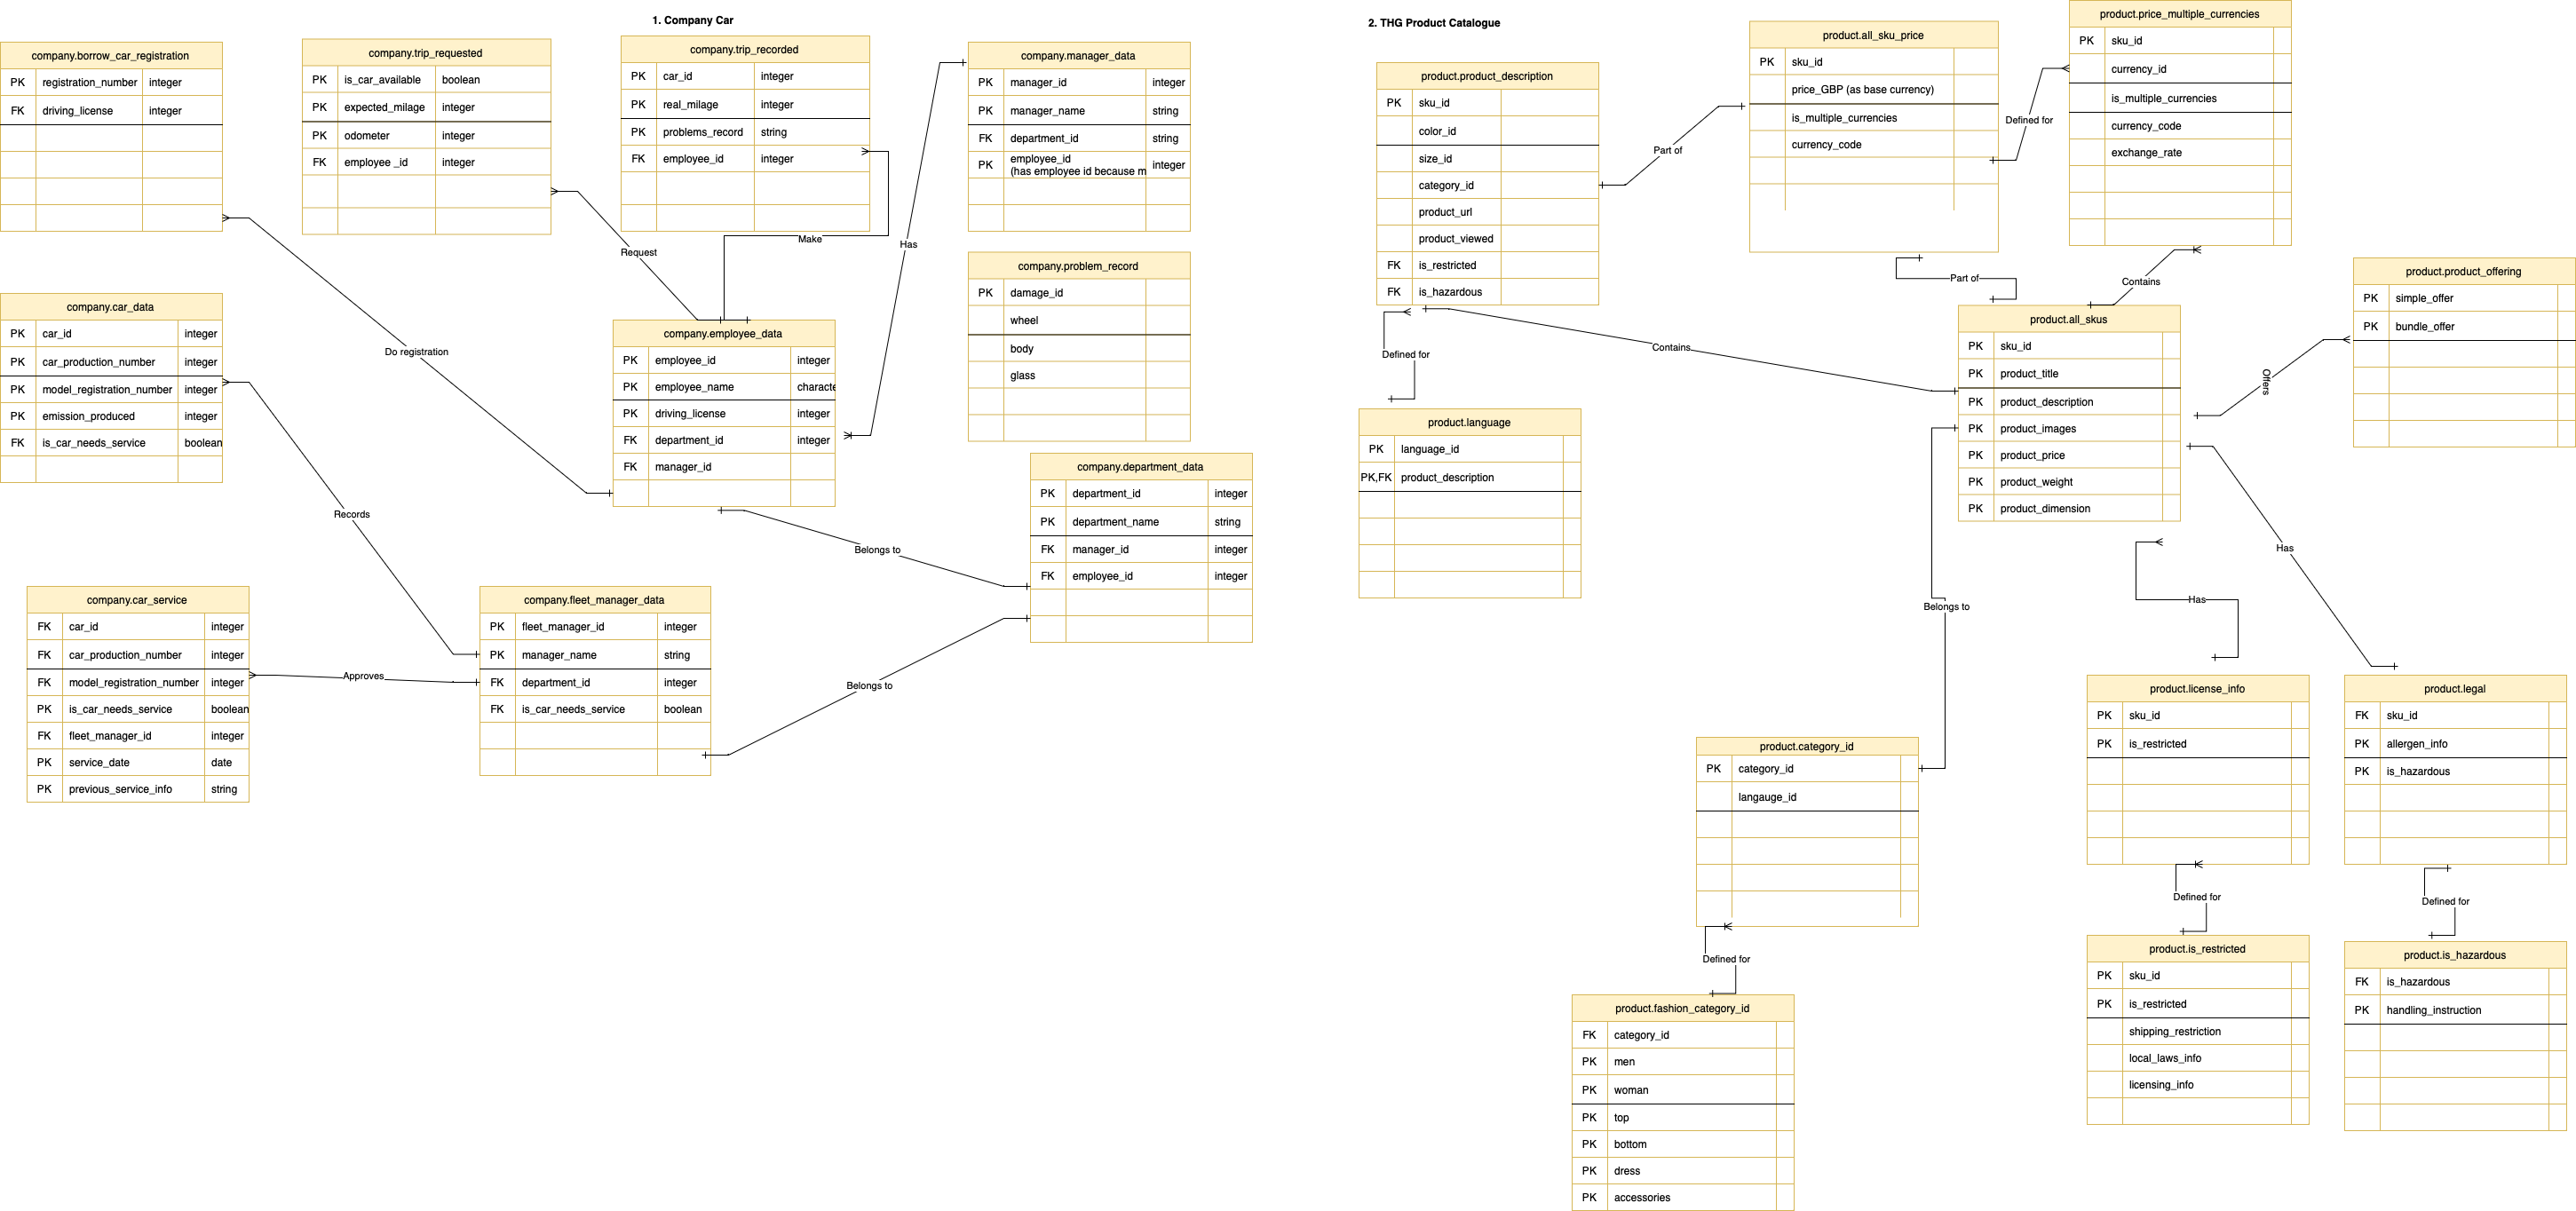 1. Company Car
company.borrow_car_registration
PK registration_number integer
FK driving_license integer
company.trip_requested
PK is_car_available boolean
PK expected_milage integer
PK odometer integer
FK employee _id integer
company.trip_recorded
PK car_id integer
PK real_milage integer
PK problems_record string
FK employee_id integer
company.manager_data
PK manager_id integer
PK manager_name string
FK department_id string
PK employee_id integer
(has employee id because m
Make
Has
Request
company.problem_record
PK damage_id
wheel
body
glass
company.car_data
PK car_id integer
PK car_production_number integer
PK model_registration_number integer
PK emission_produced integer
FK is_car_needs_service boolean
Do registration
company.employee_data
PK employee_id integer
PK employee_name characte
PK driving_license integer
FK department_id integer
FK manager_id
company.department_data
PK department_id integer
PK department_name string
FK manager_id integer
FK employee_id integer
Records
Belongs to
company.car_service
FK car_id integer
FK car_production_number integer
FK model_registration_number integer
PK is_car_needs_service boolean
FK fleet_manager_id integer
PK service_date date
PK previous_service_info string
Approves
company.fleet_manager_data
PK fleet_manager_id integer
PK manager_name string
FK department_id integer
FK is_car_needs_service boolean
Belongs to
2. THG Product Catalogue
product.product_description
PK sku_id
color_id
size_id
category_id
product_url
product_viewed
FK is_restricted
FK is_hazardous
Part of
product.all_sku_price
PK sku_id
price_GBP (as base currency)
is_multiple_currencies
currency_code
Defined for
product.price_multiple_currencies
PK sku_id
currency_id
is_multiple_currencies
currency_code
exchange_rate
Part of
Contains
product.product_offering
PK simple_offer
PK bundle_offer
Defined for
Contains
product.all_skus
PK sku_id
PK product_title
PK product_description
PK product_images
PK product_price
PK product_weight
PK product_dimension
Offers
product.language
PK language_id
PK,FK product_description
Has
Has
Belongs to
product.license_info
PK sku_id
PK is_restricted
product.legal
FK sku_id
PK allergen_info
PK is_hazardous
product.category_id
PK category_id
langauge_id
Defined for
Defined for
Defined for
product.is_restricted
PK sku_id
PK is_restricted
shipping_restriction
local_laws_info
licensing_info
product.is_hazardous
FK is_hazardous
PK handling_instruction
product.fashion_category_id
FK category_id
PK men
PK woman
PK top
PK bottom
PK dress
PK accessories